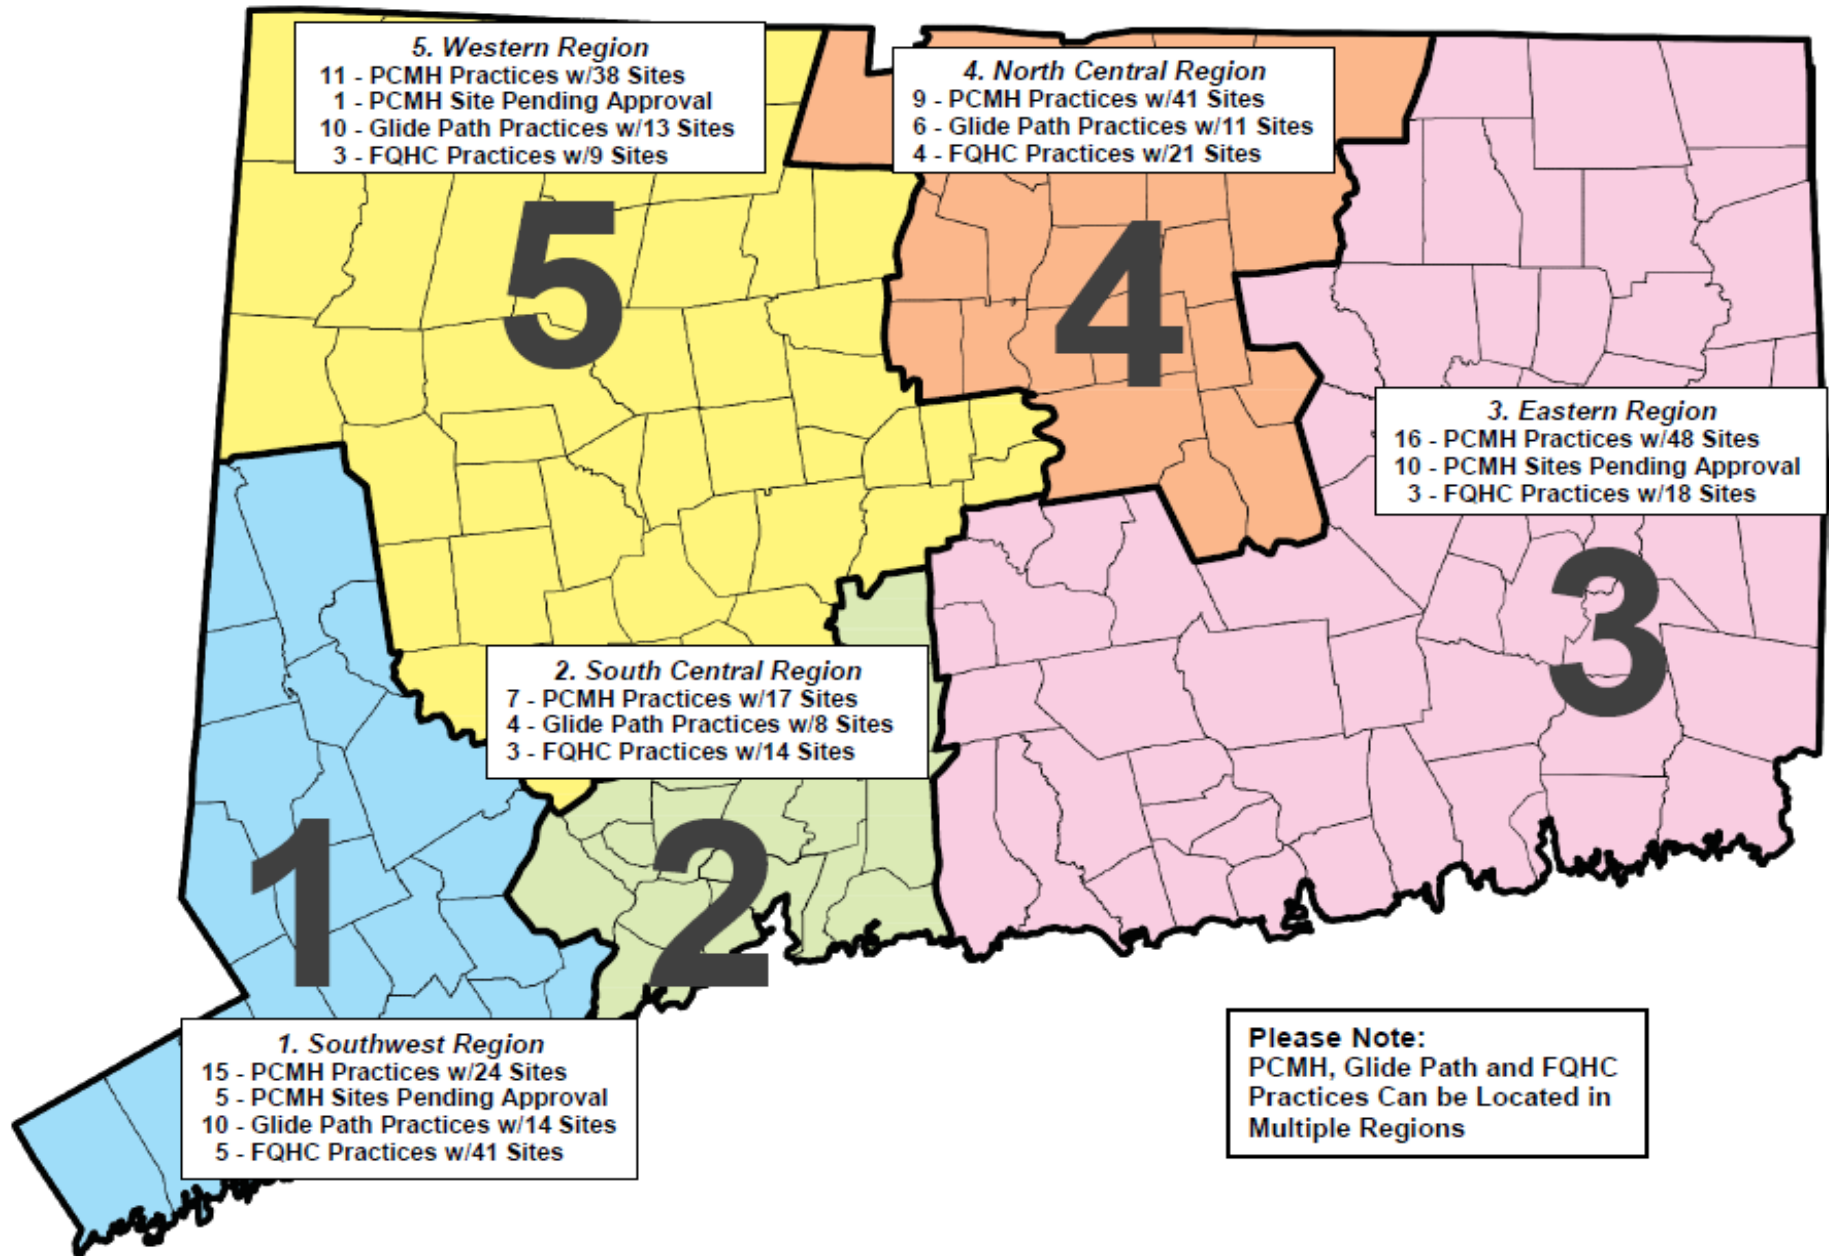 5. Western Region
11 - PCMH Practices w/38 Sites
1 - PCMH Site Pending Approval
10 - Glide Path Practices w/13 Sites
3 - FQHC Practices w/9 Sites
4. North Central Region
9 - PCMH Practices w/41 Sites
6 - Glide Path Practices w/11 Sites
4 - FQHC Practices w/21 Sites
5
4
3. Eastern Region
16 - PCMH Practices w/48 Sites
10 - PCMH Sites Pending Approval
3 - FQHC Practices w/18 Sites
3
2. South Central Region
7 - PCMH Practices w/17 Sites
4 - Glide Path Practices w/8 Sites
3 - FQHC Practices w/14 Sites
1
2
1. Southwest Region
15 - PCMH Practices w/24 Sites
5 - PCMH Sites Pending Approval
10 - Glide Path Practices w/14 Sites
5 - FQHC Practices w/41 Sites
Please Note:
PCMH, Glide Path and FQHC
Practices Can be Located in
Multiple Regions